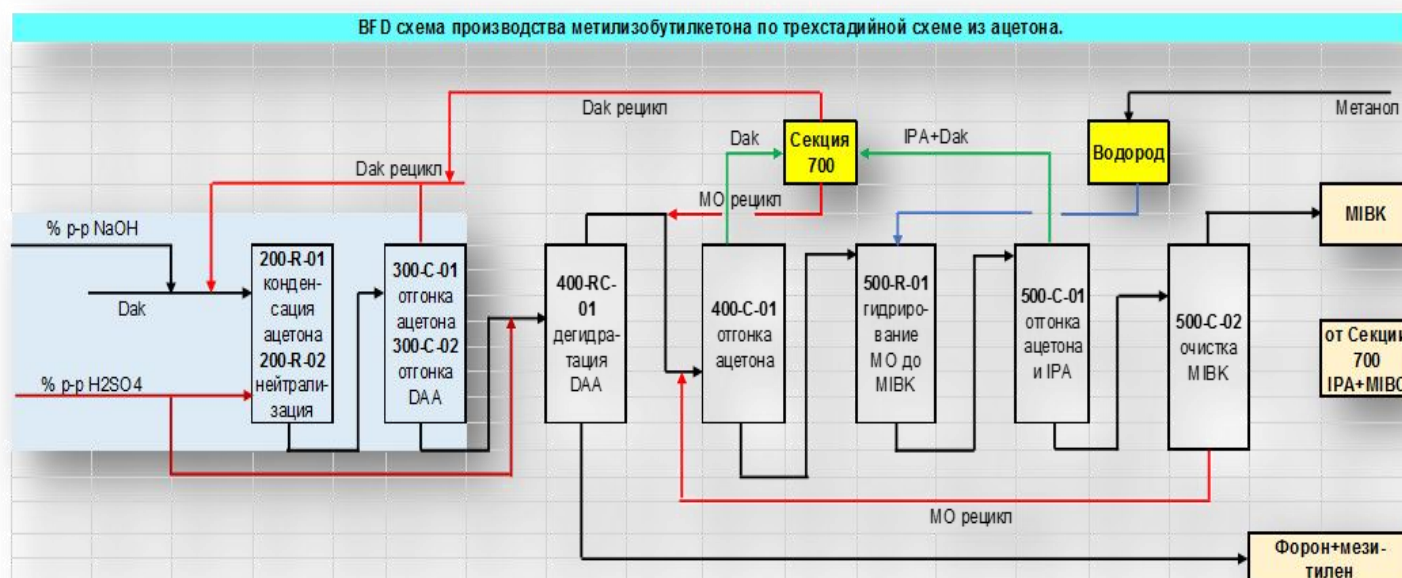 BFD схема производства метилизобутилкетона по трехстадийной схеме из ацетона.
Dak рецикл
Метанол
Dak
Секция
700
IPA+Dak
Водород
Dak рецикл
МО рецикл
MIBK
% р-р NaOH
Dak
% р-р H2SO4
200-R-01
конден-
сация
ацетона
200-R-02
нейтрали-
зация
300-C-01
отгонка
ацетона
300-C-02
отгонка
DAA
400-RC-
01
дегидра-
тация
DAA
400-C-01
отгонка
ацетона
500-R-01
гидриро-
вание
МО до
MIBK
500-C-01
отгонка
ацетона
и IPA
500-C-02
очистка
MIBK
от Секции
700
IPA+MIBC
МО рецикл
Форон+мези-
тилен